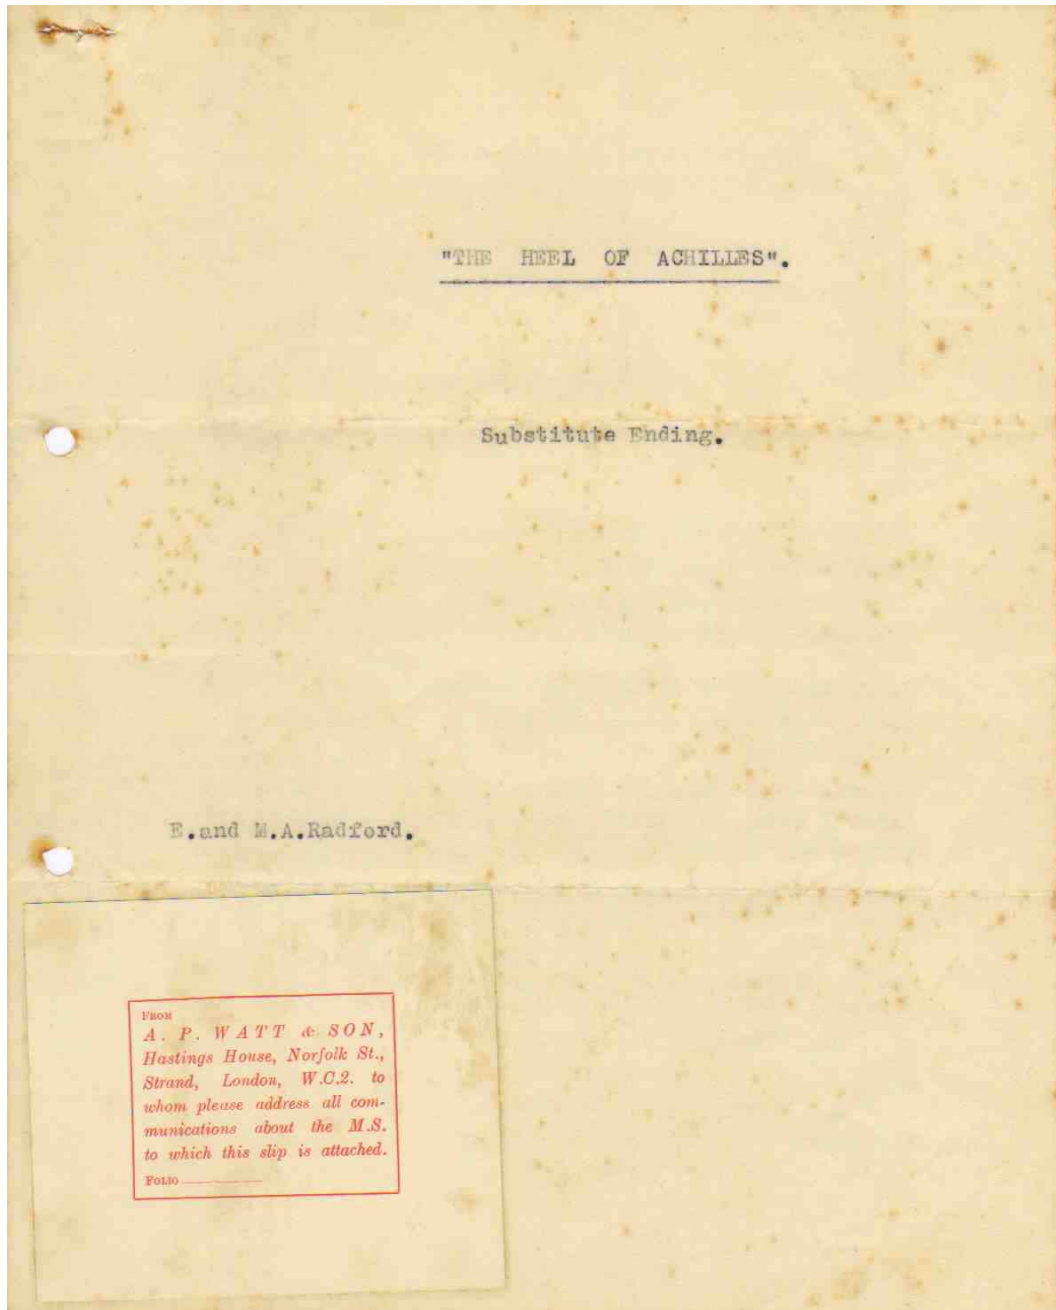 "THE HEEL OF ACHILLES".
Substitute Ending.
E.and M.A.Radford.
FROM
A. P. WATT & SON,
Hastings House, Norfolk St.,
Strand, London, W.C.2. to
whom please address all com-
munications about the M.S.
to which this slip is attached.
FOLIO